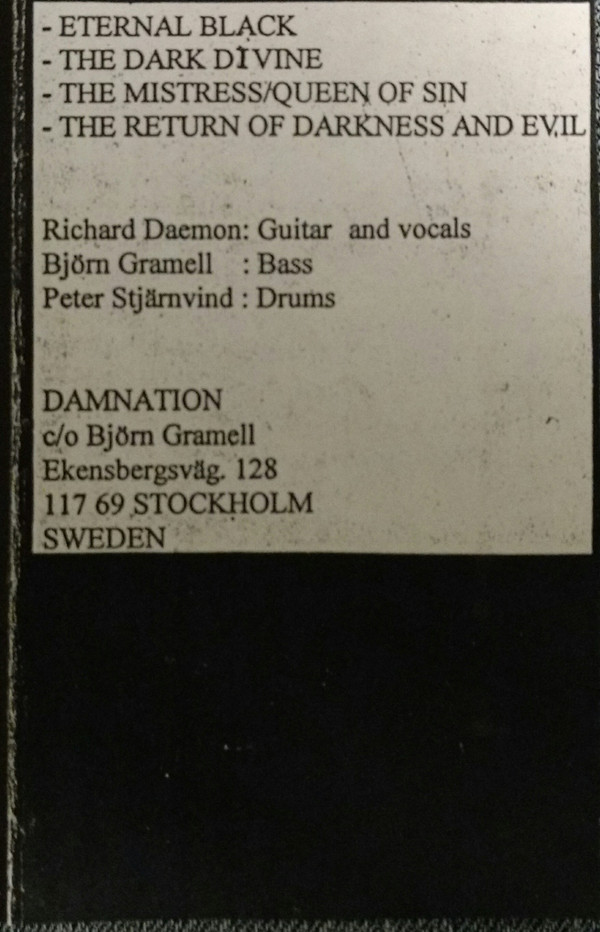 - ETERNAL BLACK
- THE DARK DIVINE
- THE MISTRESS/QUEEN OF SIN
- THE RETURN OF DARKNESS AND EVIL
Richard Daemon: Guitar and vocals
Björn Gramell : Bass
Peter Stjärnvind : Drums
DAMNATION
c/o Björn Gramell
Ekensbergsväg. 128
117 69 STOCKHOLM
SWEDEN